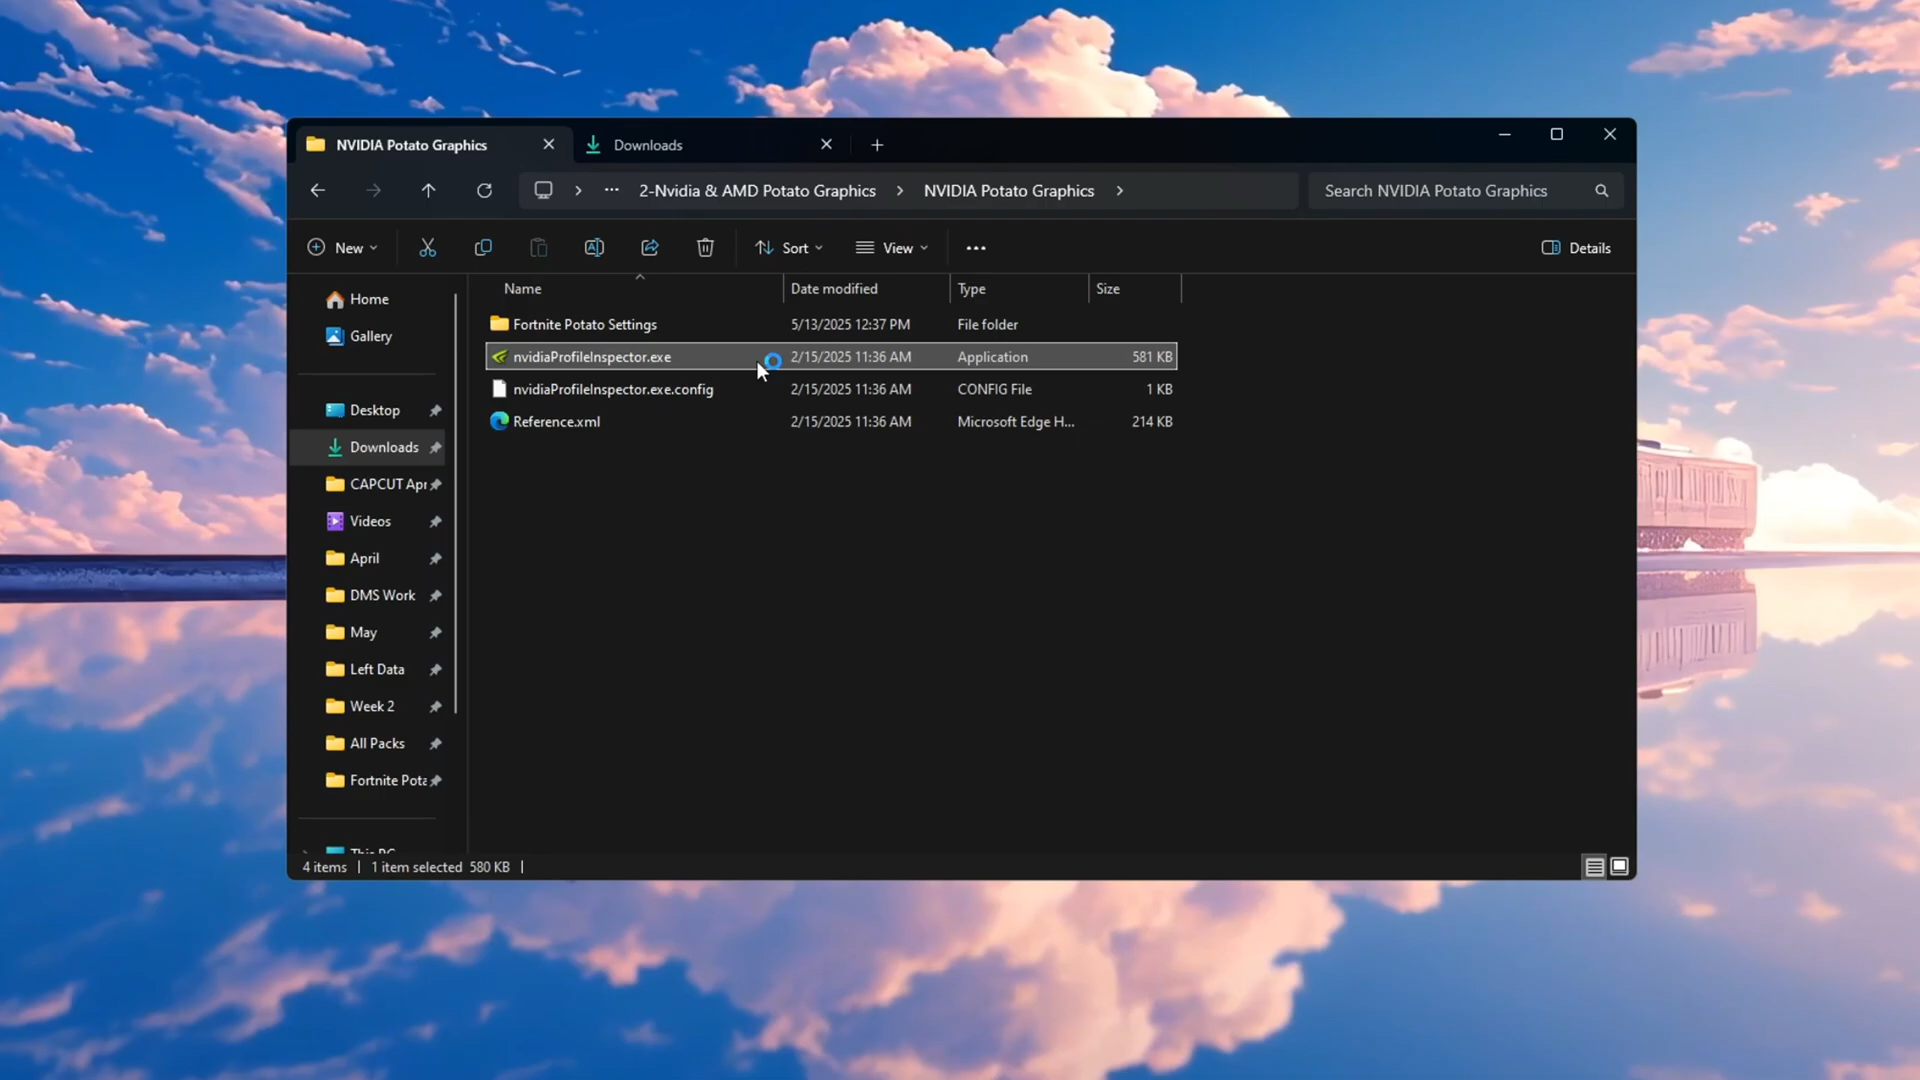 NVIDIA Potato Graphics
Downloads
2-Nvidia & AMD Potato Graphics
NVIDIA Potato Graphics
Search NVIDIA Potato Graphics
New
Sort
View
Details
Name
Date modified
Type
Size
Fortnite Potato Settings 5/13/2025 12:37 PM File folder
nvidiaProfileInspector.exe 2/15/2025 11:36 AM Application 581 KB
nvidiaProfileInspector.exe.config 2/15/2025 11:36 AM CONFIG File 1 KB
Reference.xml 2/15/2025 11:36 AM Microsoft Edge H... 214 KB
Home
Gallery
Desktop
Downloads
CAPCUT Apr
Videos
April
DMS Work
May
Left Data
Week 2
All Packs
Fortnite Pota
This PC
4 items
1 item selected 580 KB